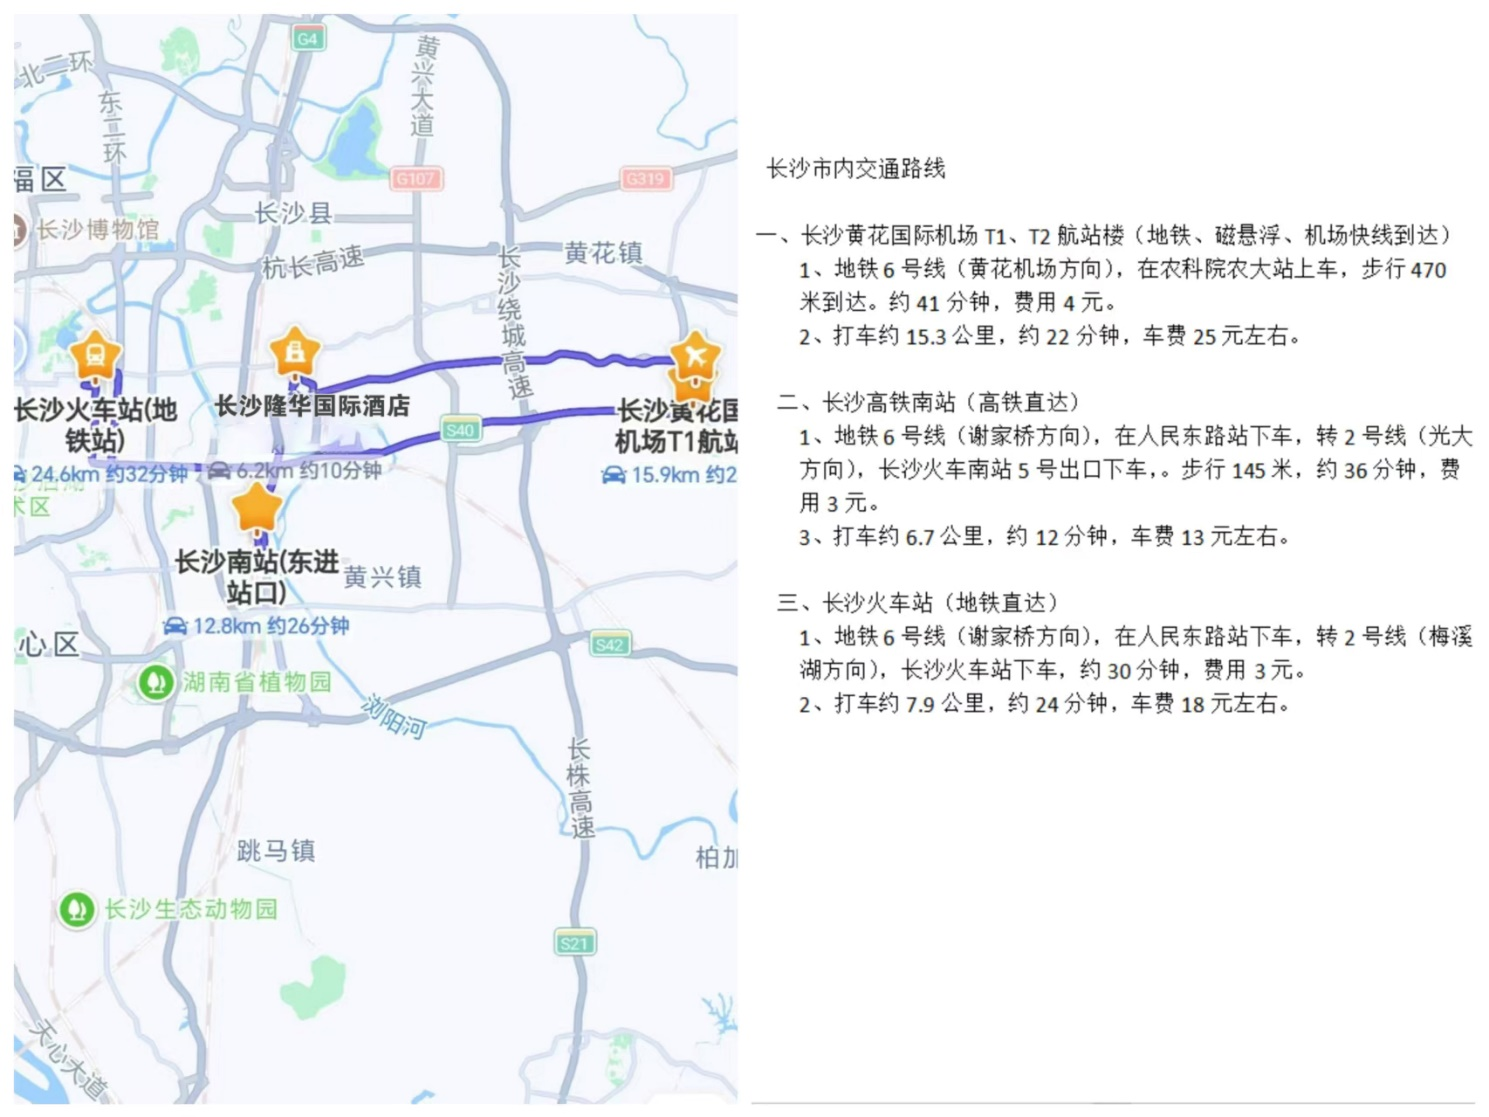 G4
黄兴大道
北二环
东二环
G107
G319
福区
长沙县
长沙博物馆
杭长高速
长沙绕城高速
黄花镇
长沙火车站(地
铁站)
长沙隆华国际酒店
长沙黄花国
机场T1航站
S40
24.6km 约32分钟
6.2km 约10分钟
15.9km 约2
术区
长沙南站(东进
站口)
黄兴镇
12.8km 约26分钟
心区
S42
湖南省植物园
浏阳河
长株高速
跳马镇
柏加
长沙生态动物园
S21
天心大道
长沙市内交通路线
一、长沙黄花国际机场 T1、T2 航站楼（地铁、磁悬浮、机场快线到达）
1、地铁 6 号线（黄花机场方向），在农科院农大站上车，步行 470
米到达。约 41 分钟，费用 4 元。
2、打车约 15.3 公里，约 22 分钟，车费 25 元左右。
二、长沙高铁南站（高铁直达）
1、地铁 6 号线（谢家桥方向），在人民东路站下车，转 2 号线（光大
方向），长沙火车南站 5 号出口下车，。步行 145 米，约 36 分钟，费
用 3 元。
3、打车约 6.7 公里，约 12 分钟，车费 13 元左右。
三、长沙火车站（地铁直达）
1、地铁 6 号线（谢家桥方向），在人民东路站下车，转 2 号线（梅溪
湖方向），长沙火车站下车，约 30 分钟，费用 3 元。
2、打车约 7.9 公里，约 24 分钟，车费 18 元左右。